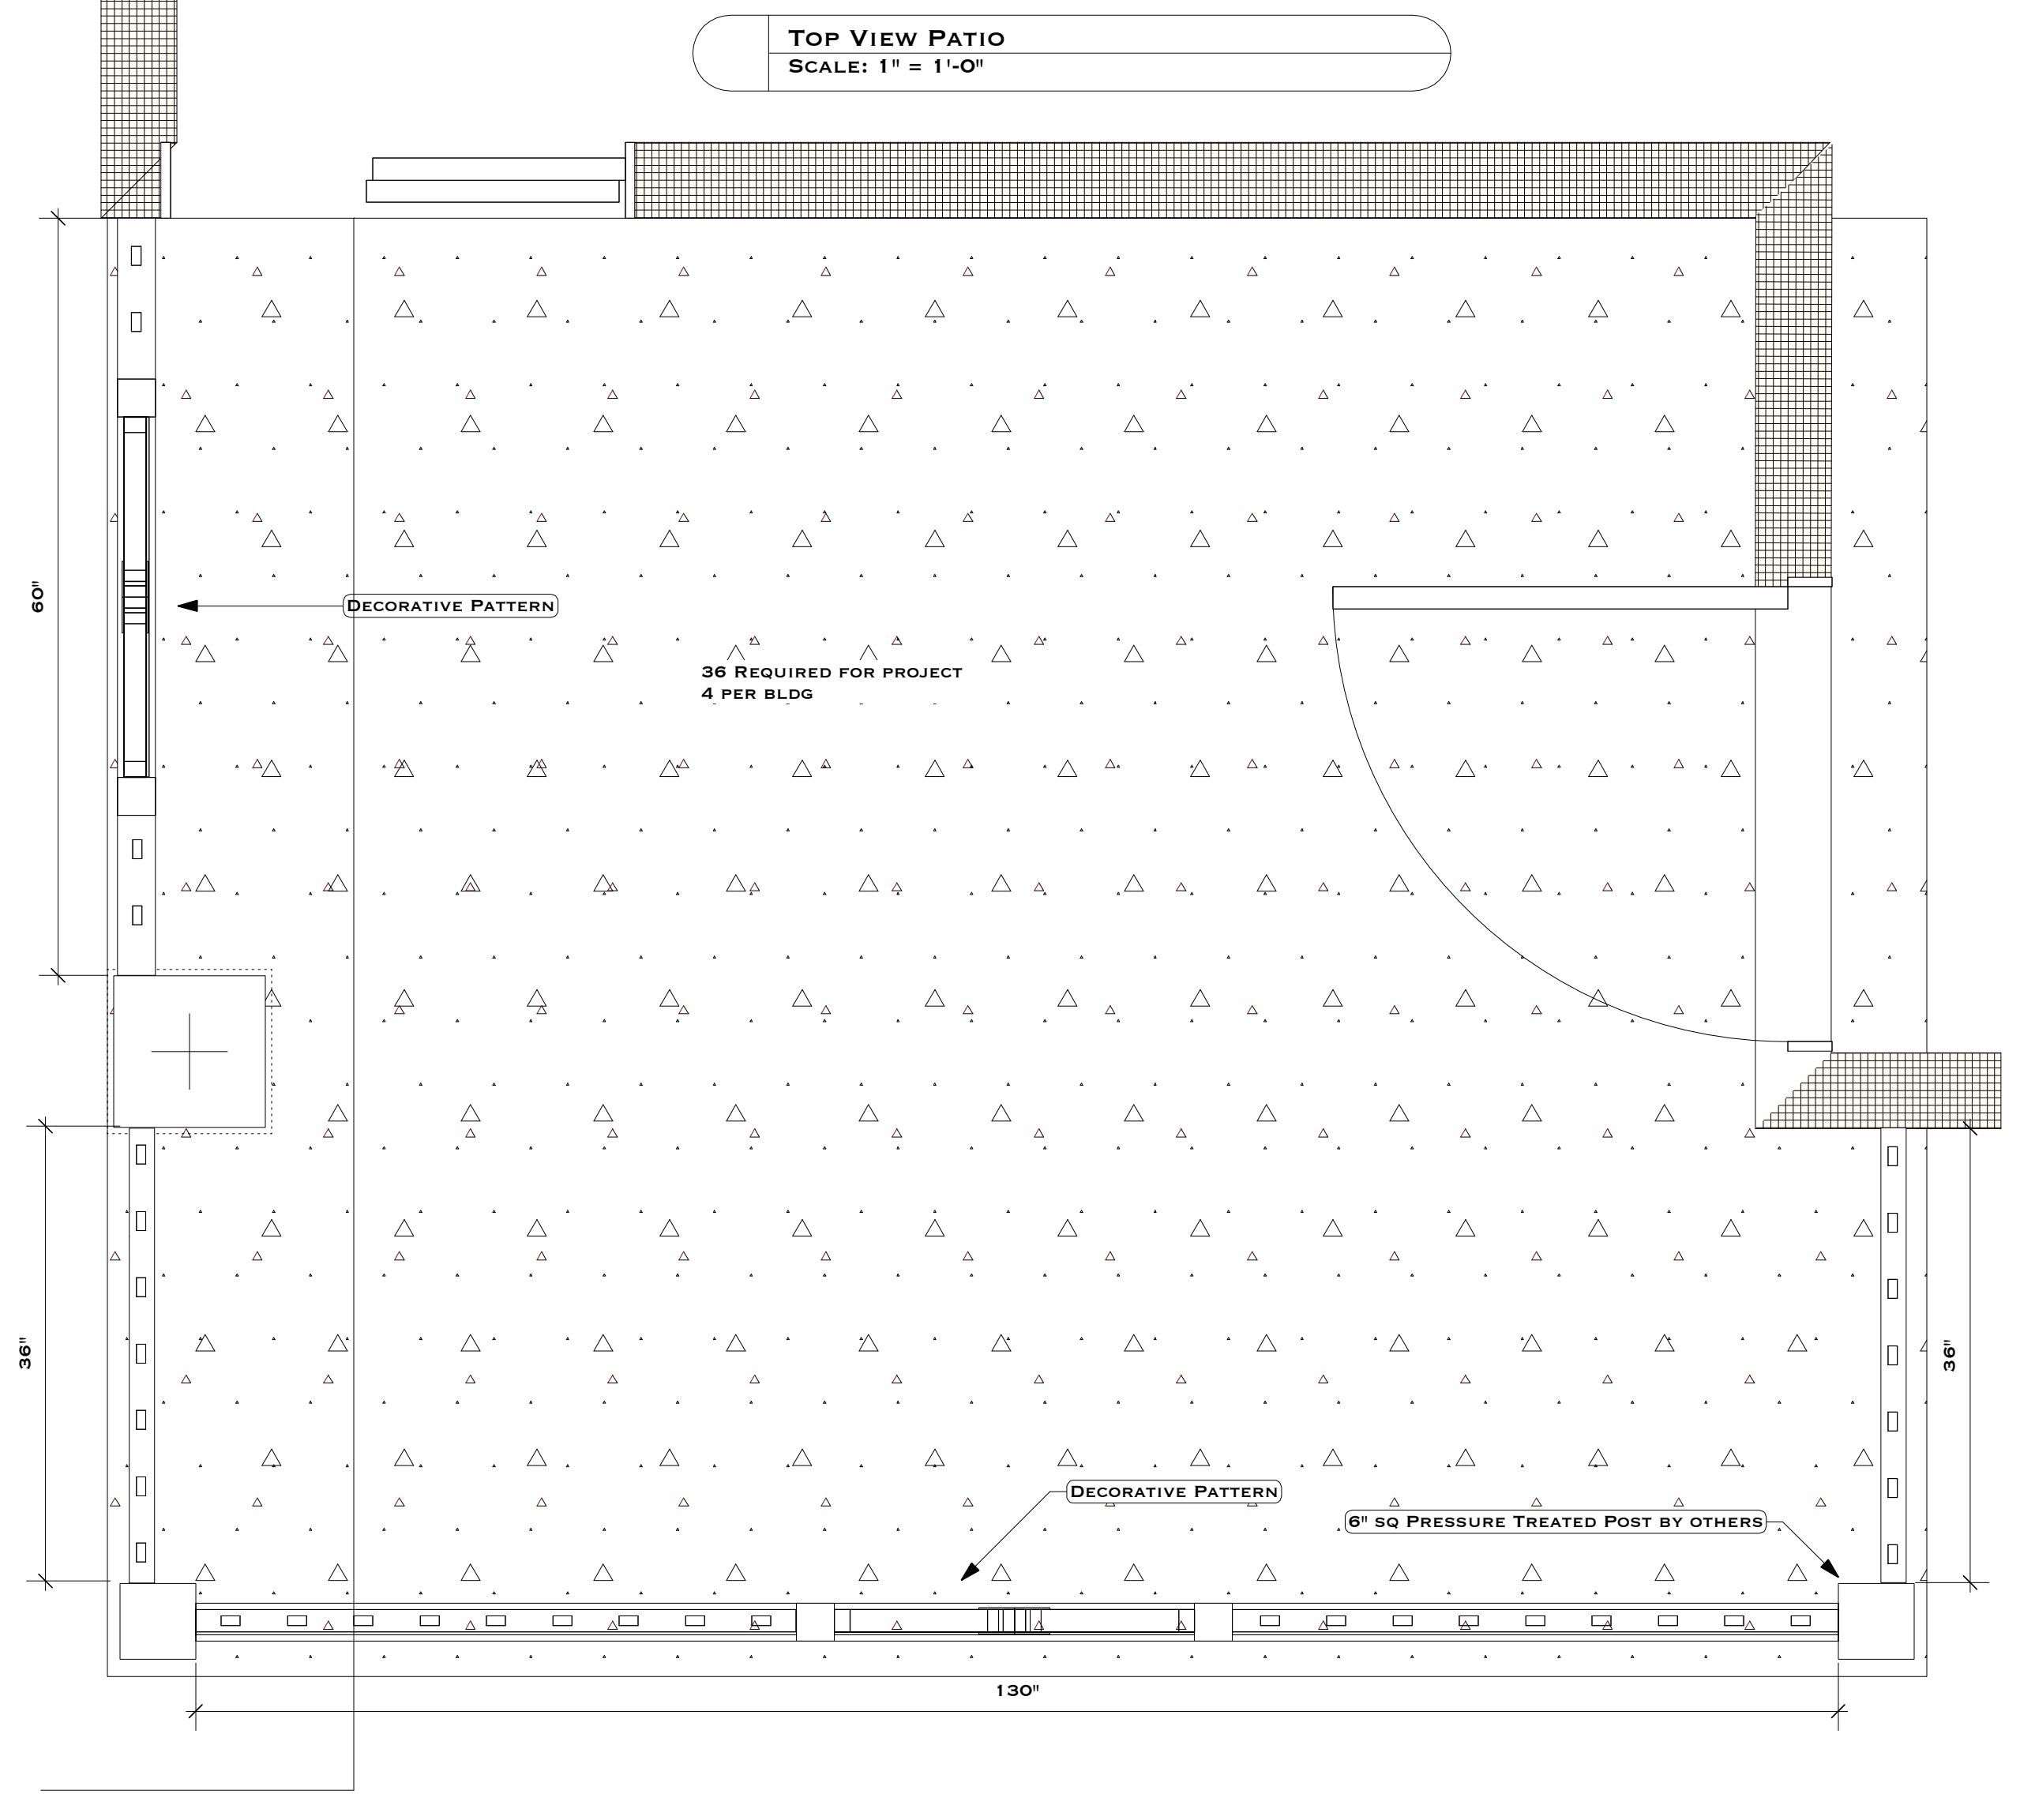 Top View Patio
Scale: 1" = 1'-0"
60"
Decorative Pattern
36 Required for project
4 per bldg
36"
36"
Decorative Pattern
6" sq Pressure Treated Post by others
130"